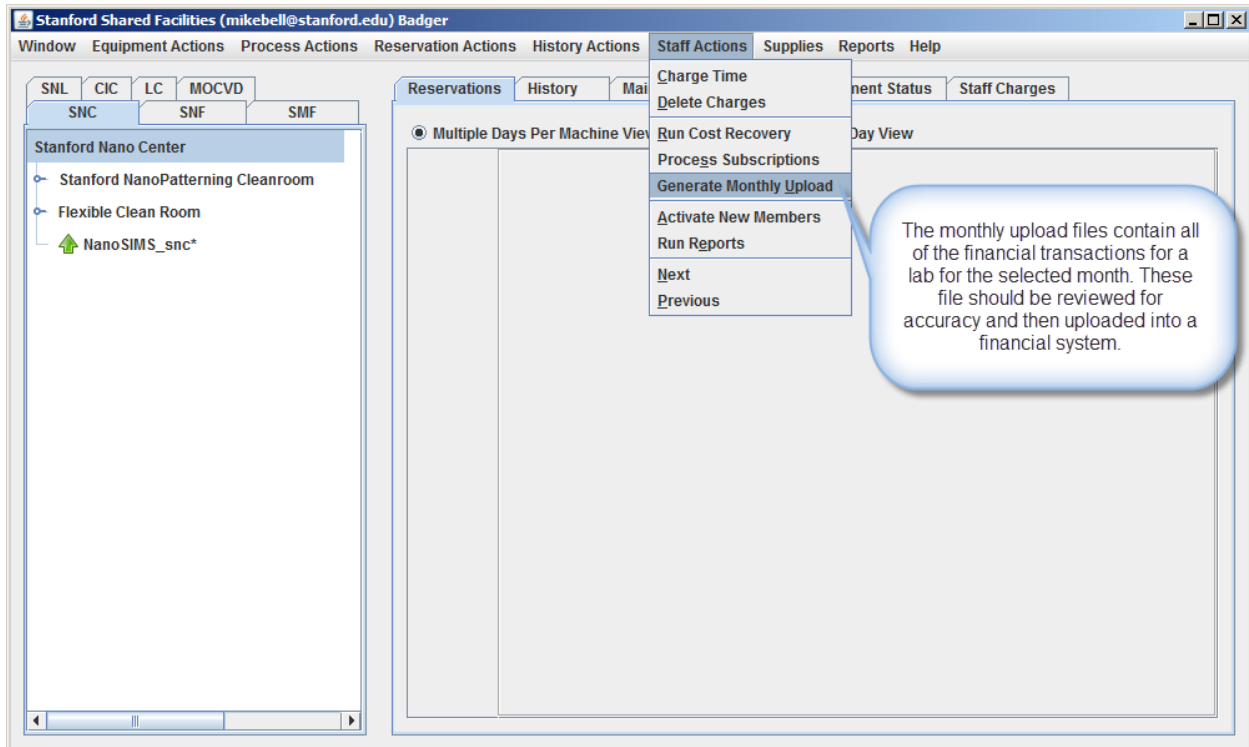 Stanford Shared Facilities (mikebell@stanford.edu) Badger
Window Equipment Actions Process Actions Reservation Actions History Actions Staff Actions Supplies Reports Help
SNL CIC LC MOCVD
SNC SNF SMF
Stanford Nano Center
Stanford NanoPatterning Cleanroom
Flexible Clean Room
NanoSIMS_snc*
Reservations History Mai nent Status Staff Charges
Multiple Days Per Machine View Day View
Charge Time
Delete Charges
Run Cost Recovery
Process Subscriptions
Generate Monthly Upload
Activate New Members
Run Reports
Next
Previous
The monthly upload files contain all
of the financial transactions for a
lab for the selected month. These
file should be reviewed for
accuracy and then uploaded into a
financial system.